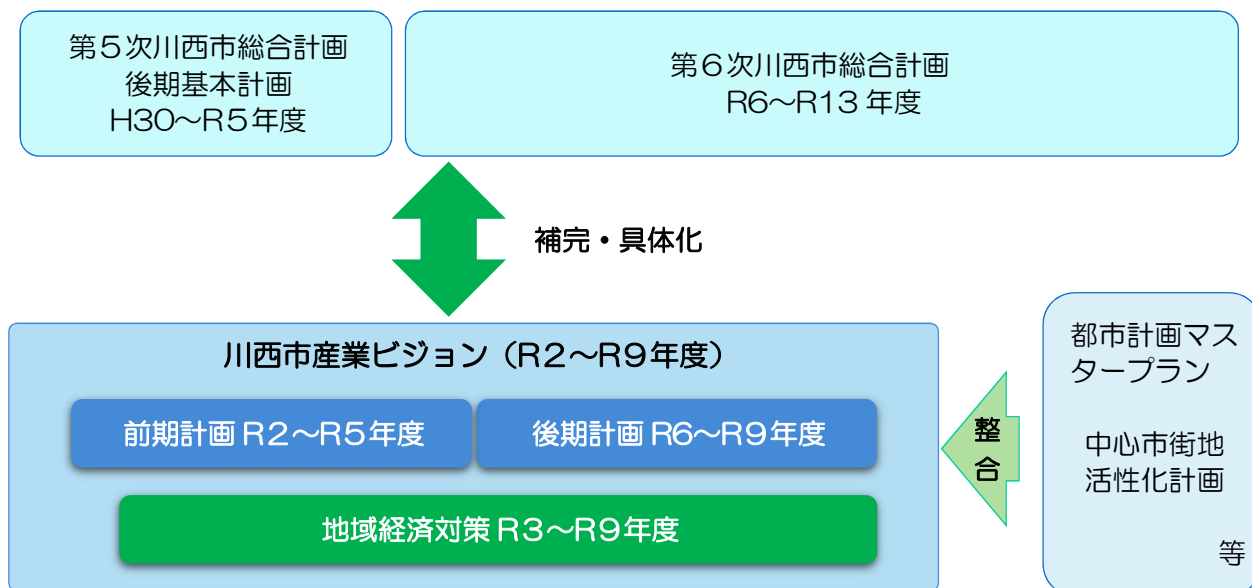 第５次川西市総合計画
後期基本計画
H30～R５年度
第６次川西市総合計画
R6～R13 年度
補完・具体化
川西市産業ビジョン（R２～R９年度）
前期計画 R２～R５年度
後期計画 R6～R９年度
地域経済対策 R３～R９年度
整
合
都市計画マス
タープラン
中心市街地
活性化計画
等